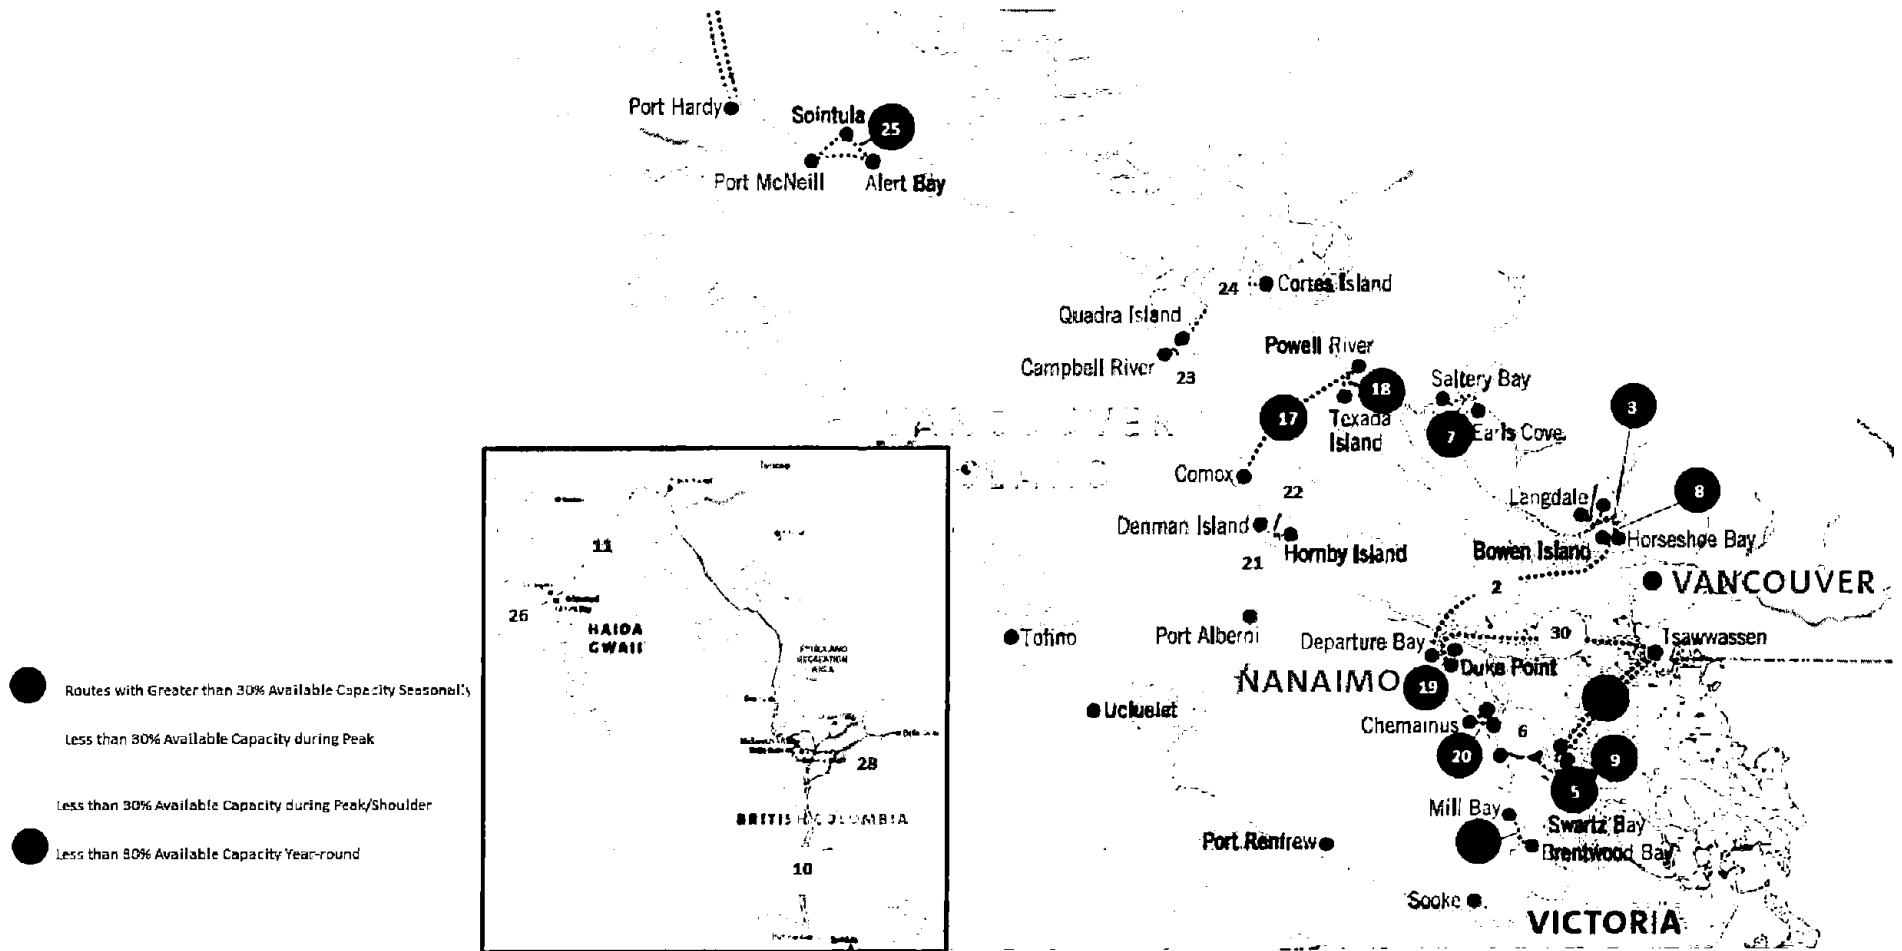 Port Hardy
Sointula
25
Port McNeill
Alert Bay
24
Cortes Island
Quadra Island
Campbell River
23
Powell River
18
17
Texada
Island
Saltery Bay
7
Earls Cove
3
8
Comox
22
Denman Island
Hornby Island
21
Langdale
Bowen Island
Horseshoe Bay
2
VANCOUVER
VANCOUVER
ISLAND
Tofino
Port Alberni
Departure Bay
30
Tsawwassen
Duke Point
NANAIMO
19
Ucluelet
Chemainus
6
20
9
5
Mill Bay
Swartz Bay
Brentwood Bay
Port Renfrew
Sooke
VICTORIA
11
26
HAIDA
GWAII
28
BRITISH COLUMBIA
10
Routes with Greater than 30% Available Capacity Seasonally
Less than 30% Available Capacity during Peak
Less than 30% Available Capacity during Peak/Shoulder
Less than 30% Available Capacity Year-round